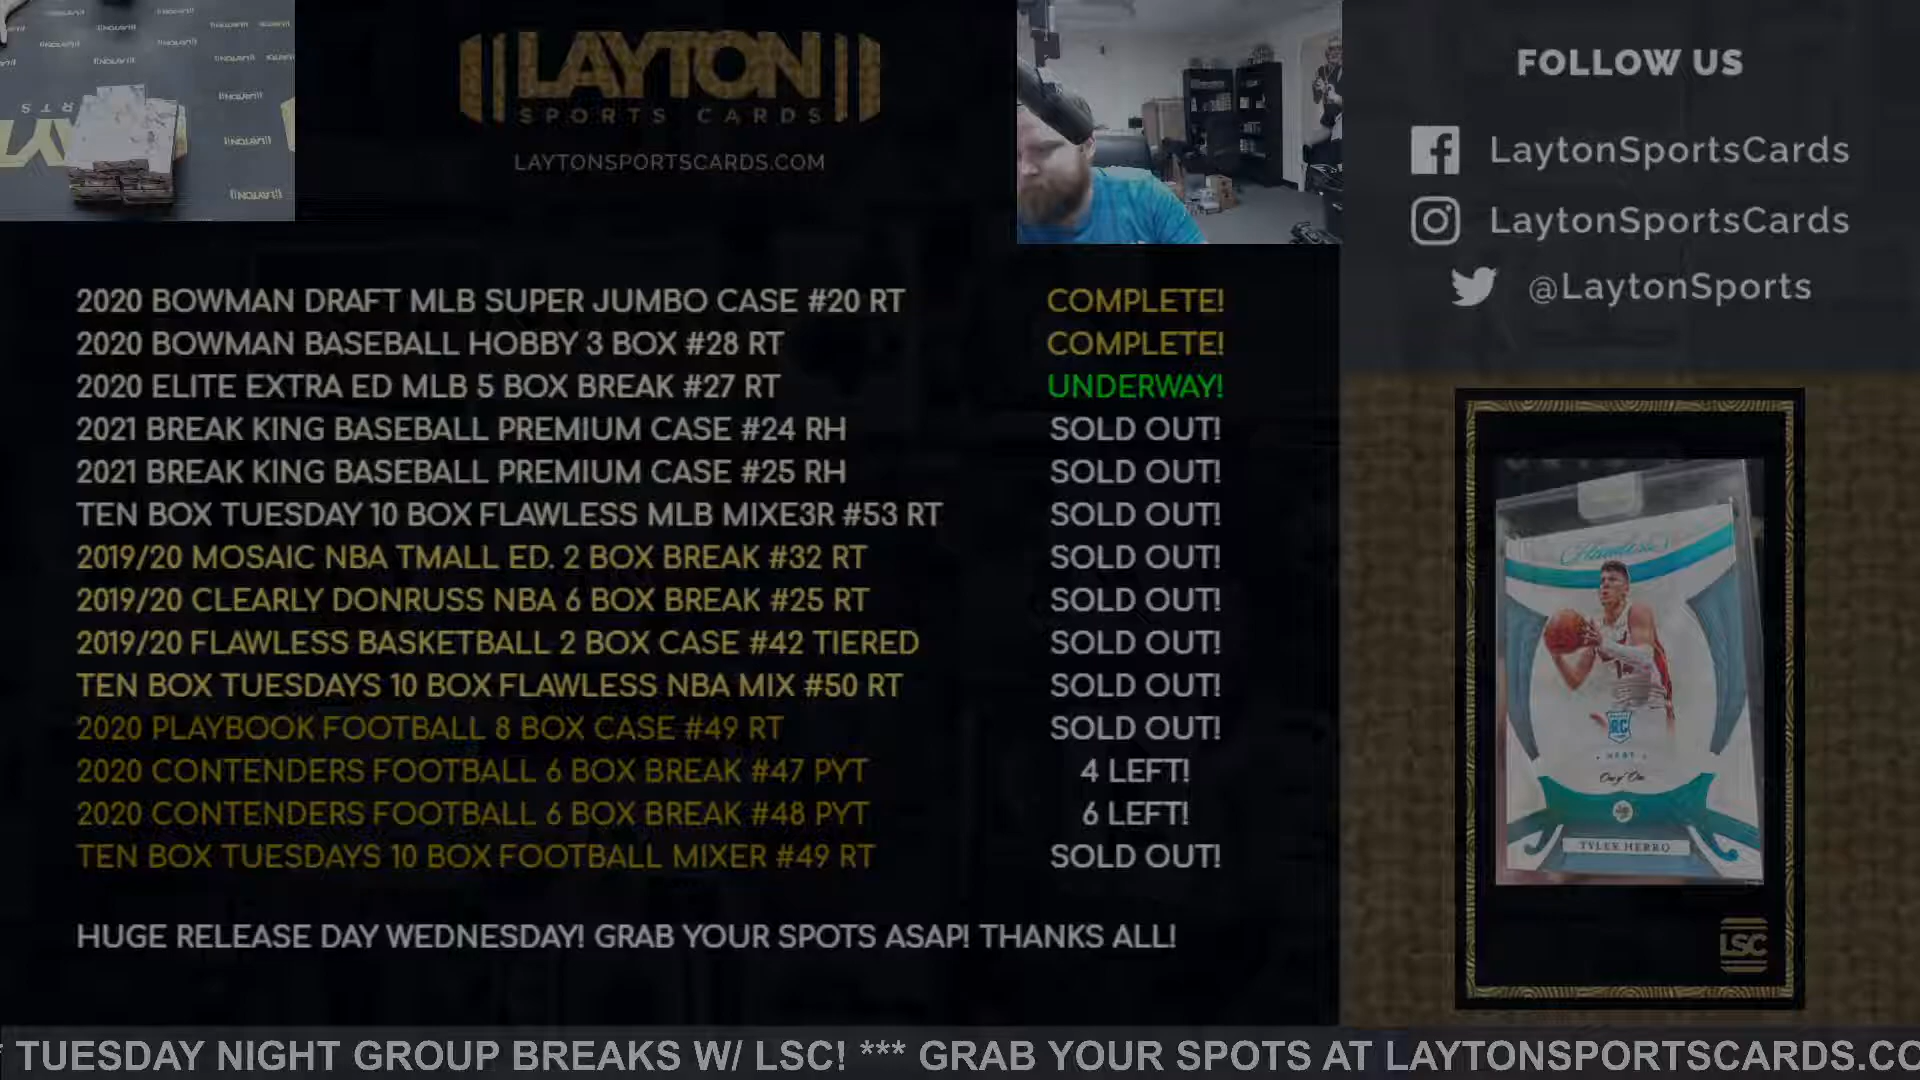 LAYTON
SPORTS CARDS
LAYTONSPORTSCARDS.COM
FOLLOW US
LaytonSportsCards
LaytonSportsCards
@LaytonSports
2020 BOWMAN DRAFT MLB SUPER JUMBO CASE #20 RT COMPLETE!
2020 BOWMAN BASEBALL HOBBY 3 BOX #28 RT COMPLETE!
2020 ELITE EXTRA ED MLB 5 BOX BREAK #27 RT UNDERWAY!
2021 BREAK KING BASEBALL PREMIUM CASE #24 RH SOLD OUT!
2021 BREAK KING BASEBALL PREMIUM CASE #25 RH SOLD OUT!
TEN BOX TUESDAY 10 BOX FLAWLESS MLB MIXE3R #53 RT SOLD OUT!
2019/20 MOSAIC NBA TMALL ED. 2 BOX BREAK #32 RT SOLD OUT!
2019/20 CLEARLY DONRUSS NBA 6 BOX BREAK #25 RT SOLD OUT!
2019/20 FLAWLESS BASKETBALL 2 BOX CASE #42 TIERED SOLD OUT!
TEN BOX TUESDAYS 10 BOX FLAWLESS NBA MIX #50 RT SOLD OUT!
2020 PLAYBOOK FOOTBALL 8 BOX CASE #49 RT SOLD OUT!
2020 CONTENDERS FOOTBALL 6 BOX BREAK #47 PYT 4 LEFT!
2020 CONTENDERS FOOTBALL 6 BOX BREAK #48 PYT 6 LEFT!
TEN BOX TUESDAYS 10 BOX FOOTBALL MIXER #49 RT SOLD OUT!
HUGE RELEASE DAY WEDNESDAY! GRAB YOUR SPOTS ASAP! THANKS ALL!
Flawless
RC
HEAT
One of One
TYLER HERRO
LSC
TUESDAY NIGHT GROUP BREAKS W/ LSC! *** GRAB YOUR SPOTS AT LAYTONSPORTSCARDS.CO